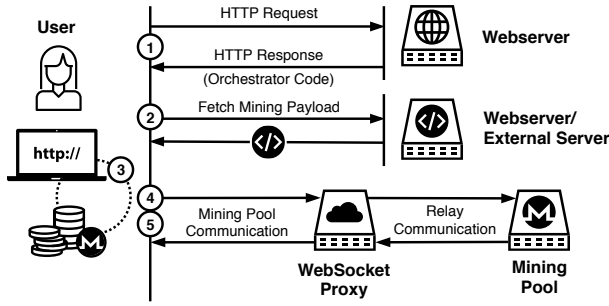 User
HTTP Request
1
HTTP Response
(Orchestrator Code)
Webserver
2
Fetch Mining Payload
</>
</>
Webserver/
External Server
http://
3
4
5
Mining Pool
Communication
Relay
Communication
WebSocket
Proxy
Mining
Pool